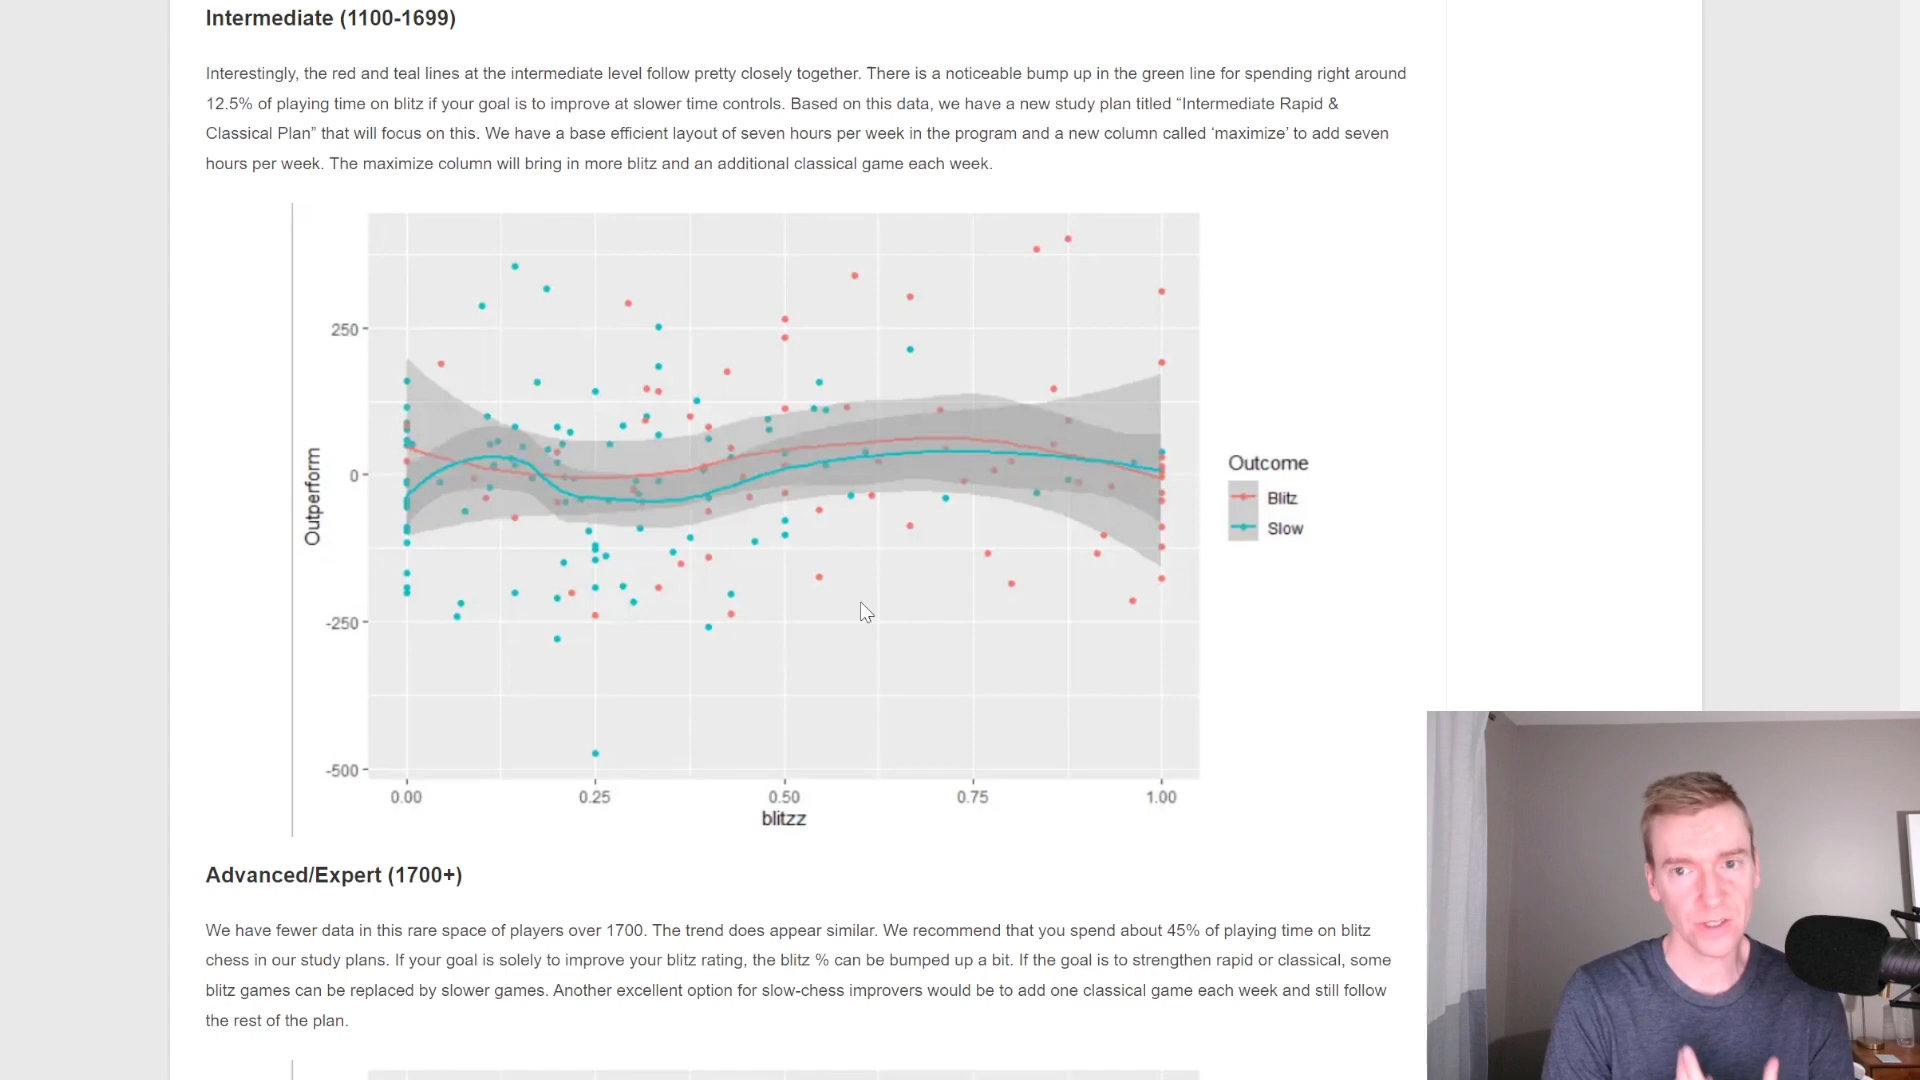 Intermediate (1100-1699)
Interestingly, the red and teal lines at the intermediate level follow pretty closely together. There is a noticeable bump up in the green line for spending right around
12.5% of playing time on blitz if your goal is to improve at slower time controls. Based on this data, we have a new study plan titled “Intermediate Rapid &
Classical Plan” that will focus on this. We have a base efficient layout of seven hours per week in the program and a new column called ‘maximize’ to add seven
hours per week. The maximize column will bring in more blitz and an additional classical game each week.
250
0
-250
-500
Outperform
0.00 0.25 0.50 0.75 1.00
blitzz
Outcome
Blitz
Slow
Advanced/Expert (1700+)
We have fewer data in this rare space of players over 1700. The trend does appear similar. We recommend that you spend about 45% of playing time on blitz
chess in our study plans. If your goal is solely to improve your blitz rating, the blitz % can be bumped up a bit. If the goal is to strengthen rapid or classical, some
blitz games can be replaced by slower games. Another excellent option for slow-chess improvers would be to add one classical game each week and still follow
the rest of the plan.